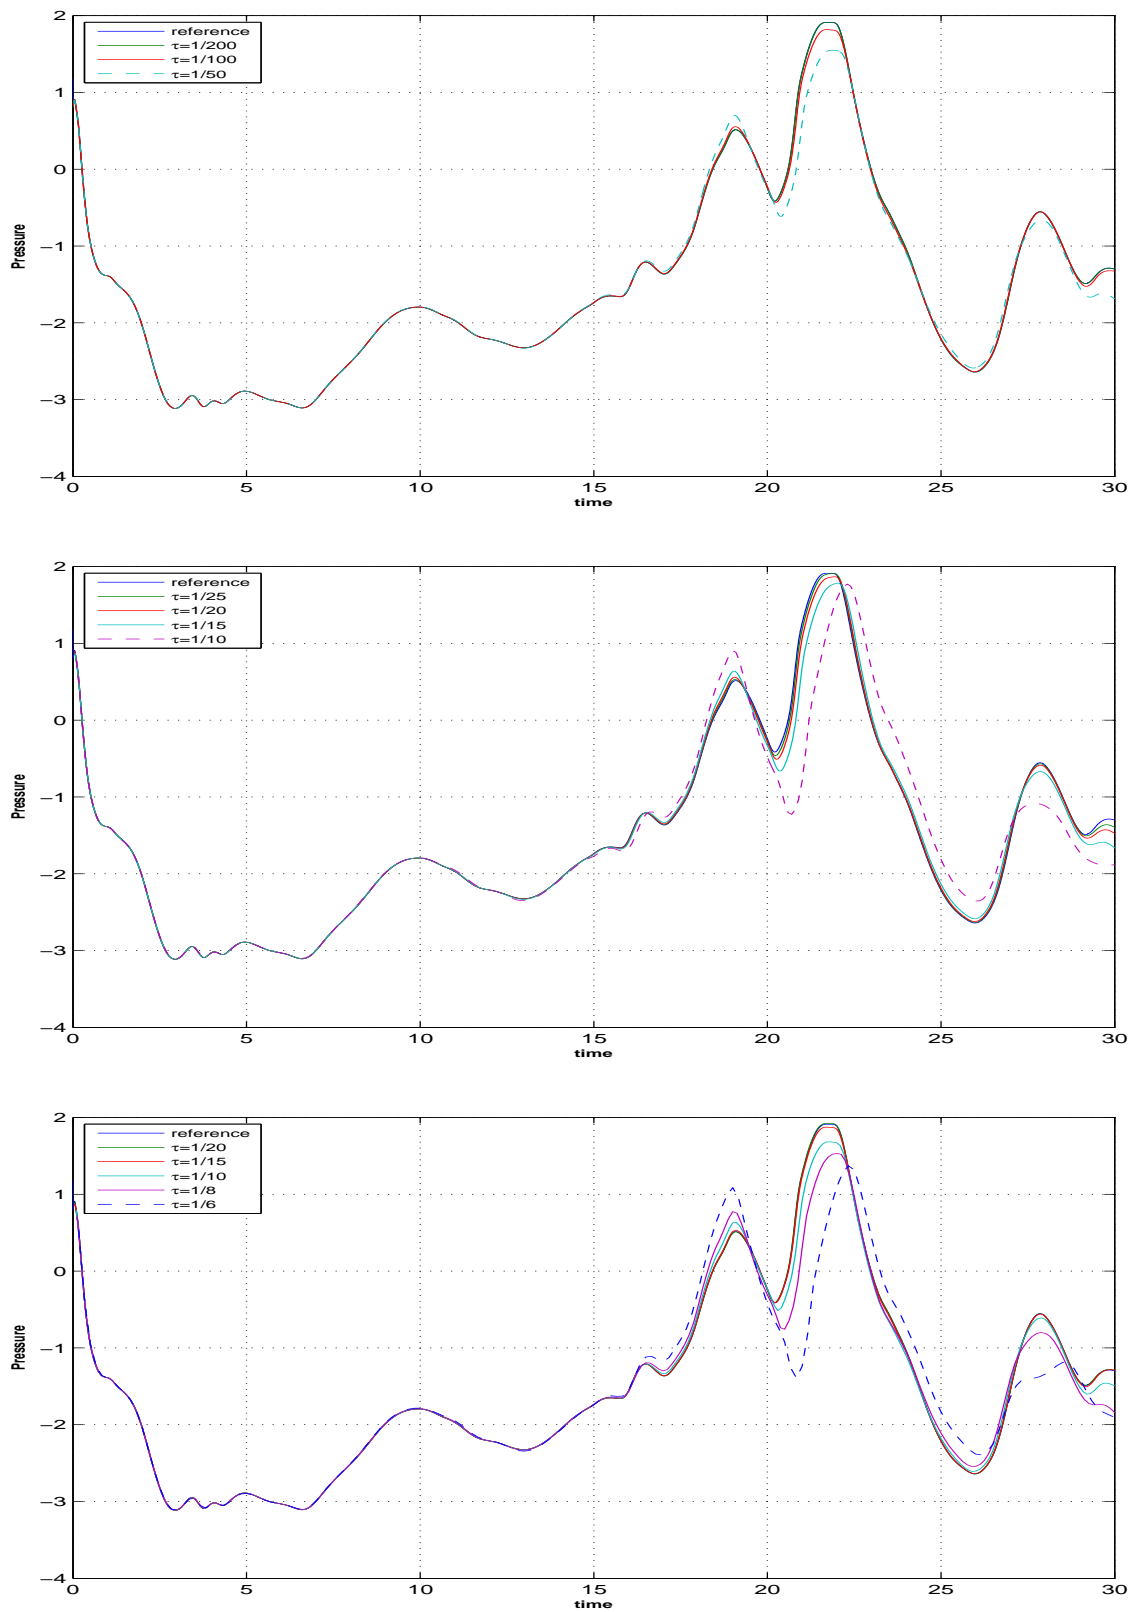 2
1
0
−1
−2
−3
−4
Pressure
reference
τ=1/200
τ=1/100
τ=1/50
0
5
10
15
20
25
30
time
2
1
0
−1
−2
−3
−4
Pressure
reference
τ=1/25
τ=1/20
τ=1/15
τ=1/10
0
5
10
15
20
25
30
time
2
1
0
−1
−2
−3
−4
Pressure
reference
τ=1/20
τ=1/15
τ=1/10
τ=1/8
τ=1/6
0
5
10
15
20
25
30
time